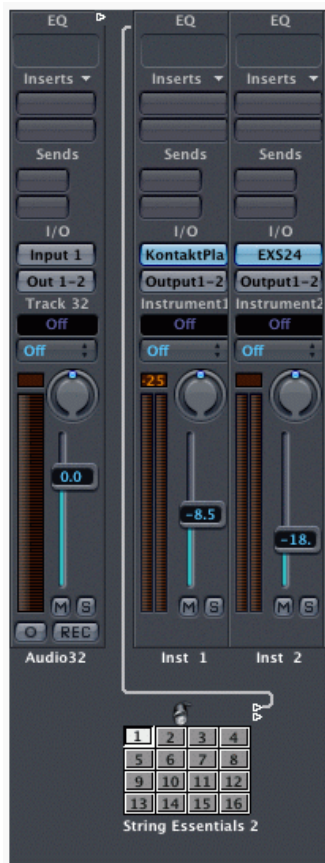 EQ EQ EQ
Inserts Inserts Inserts
Sends Sends Sends
I/O I/O I/O
Input 1 KontaktPla EXS24
Out 1-2 Output1-2 Output1-2
Track 32 Instrument1 Instrument2
Off Off Off
Off Off Off
-25
0.0 -8.5 -18.
M S M S M S
O REC
Audio32 Inst 1 Inst 2
1 2 3 4
5 6 7 8
9 10 11 12
13 14 15 16
String Essentials 2